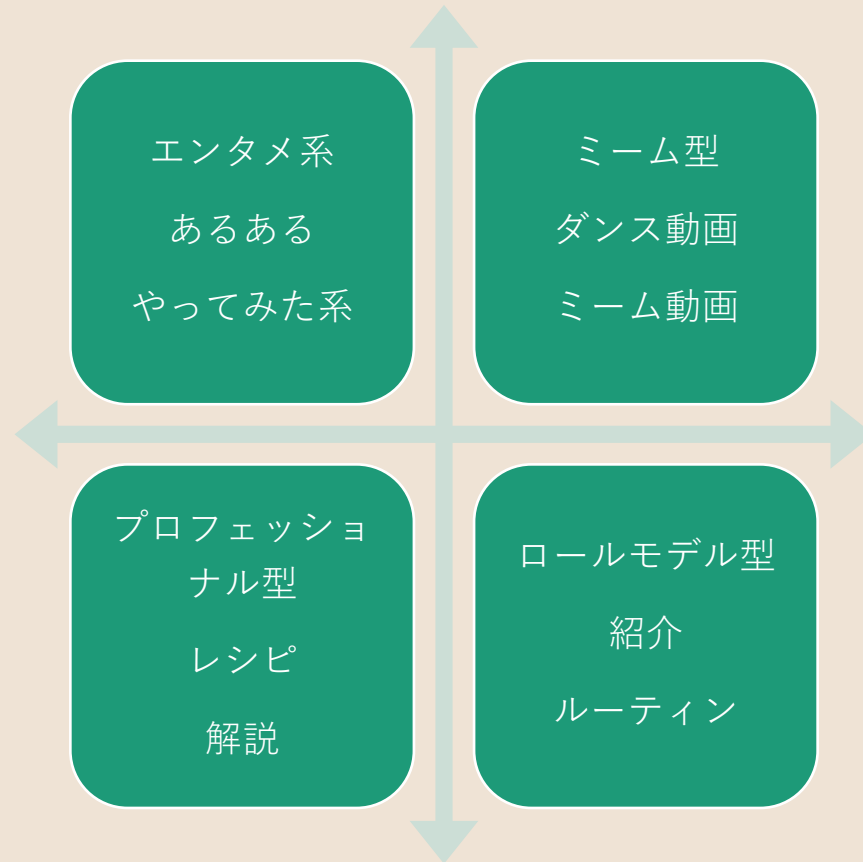 エンタメ系
あるある
やってみた系
ミーム型
ダンス動画
ミーム動画
プロフェッショ
ナル型
レシピ
解説
ロールモデル型
紹介
ルーティン